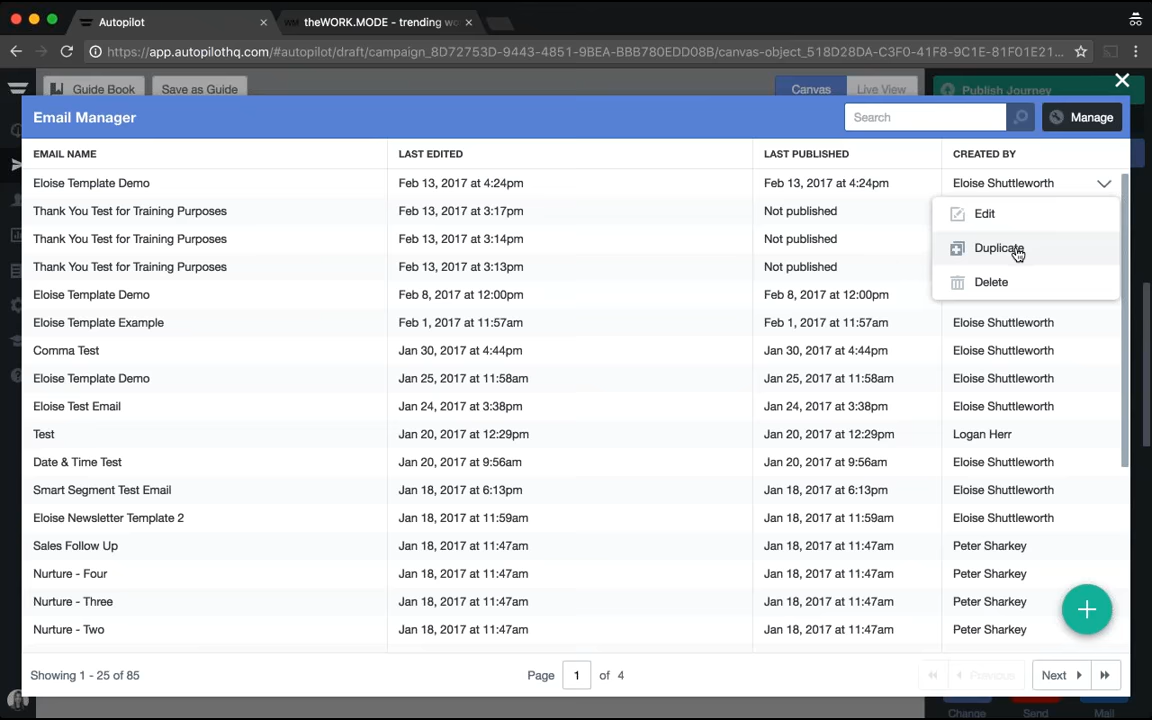 Autopilot
theWORK.MODE - trending wo
https://app.autopilothq.com/#autopilot/draft/campaign_8D72753D-9443-4851-9BEA-BBB780EDD08B/canvas-object_518D28DA-C3F0-41F8-9C1E-81F01E21...
Guide Book
Save as Guide
Canvas
Live View
Publish Journey
Email Manager
Search
Manage
EMAIL NAME LAST EDITED LAST PUBLISHED CREATED BY
Eloise Template Demo Feb 13, 2017 at 4:24pm Feb 13, 2017 at 4:24pm Eloise Shuttleworth
Thank You Test for Training Purposes Feb 13, 2017 at 3:17pm Not published
Edit
Thank You Test for Training Purposes Feb 13, 2017 at 3:14pm Not published
Duplicate
Thank You Test for Training Purposes Feb 13, 2017 at 3:13pm Not published
Delete
Eloise Template Demo Feb 8, 2017 at 12:00pm Feb 8, 2017 at 12:00pm
Eloise Template Example Feb 1, 2017 at 11:57am Feb 1, 2017 at 11:57am Eloise Shuttleworth
Comma Test Jan 30, 2017 at 4:44pm Jan 30, 2017 at 4:44pm Eloise Shuttleworth
Eloise Template Demo Jan 25, 2017 at 11:58am Jan 25, 2017 at 11:58am Eloise Shuttleworth
Eloise Test Email Jan 24, 2017 at 3:38pm Jan 24, 2017 at 3:38pm Eloise Shuttleworth
Test Jan 20, 2017 at 12:29pm Jan 20, 2017 at 12:29pm Logan Herr
Date & Time Test Jan 20, 2017 at 9:56am Jan 20, 2017 at 9:56am Eloise Shuttleworth
Smart Segment Test Email Jan 18, 2017 at 6:13pm Jan 18, 2017 at 6:13pm Eloise Shuttleworth
Eloise Newsletter Template 2 Jan 18, 2017 at 11:59am Jan 18, 2017 at 11:59am Eloise Shuttleworth
Sales Follow Up Jan 18, 2017 at 11:47am Jan 18, 2017 at 11:47am Peter Sharkey
Nurture - Four Jan 18, 2017 at 11:47am Jan 18, 2017 at 11:47am Peter Sharkey
Nurture - Three Jan 18, 2017 at 11:47am Jan 18, 2017 at 11:47am Peter Sharkey
Nurture - Two Jan 18, 2017 at 11:47am Jan 18, 2017 at 11:47am Peter Sharkey
Showing 1 - 25 of 85
Page 1 of 4
Previous
Next
Change
Send
Mail